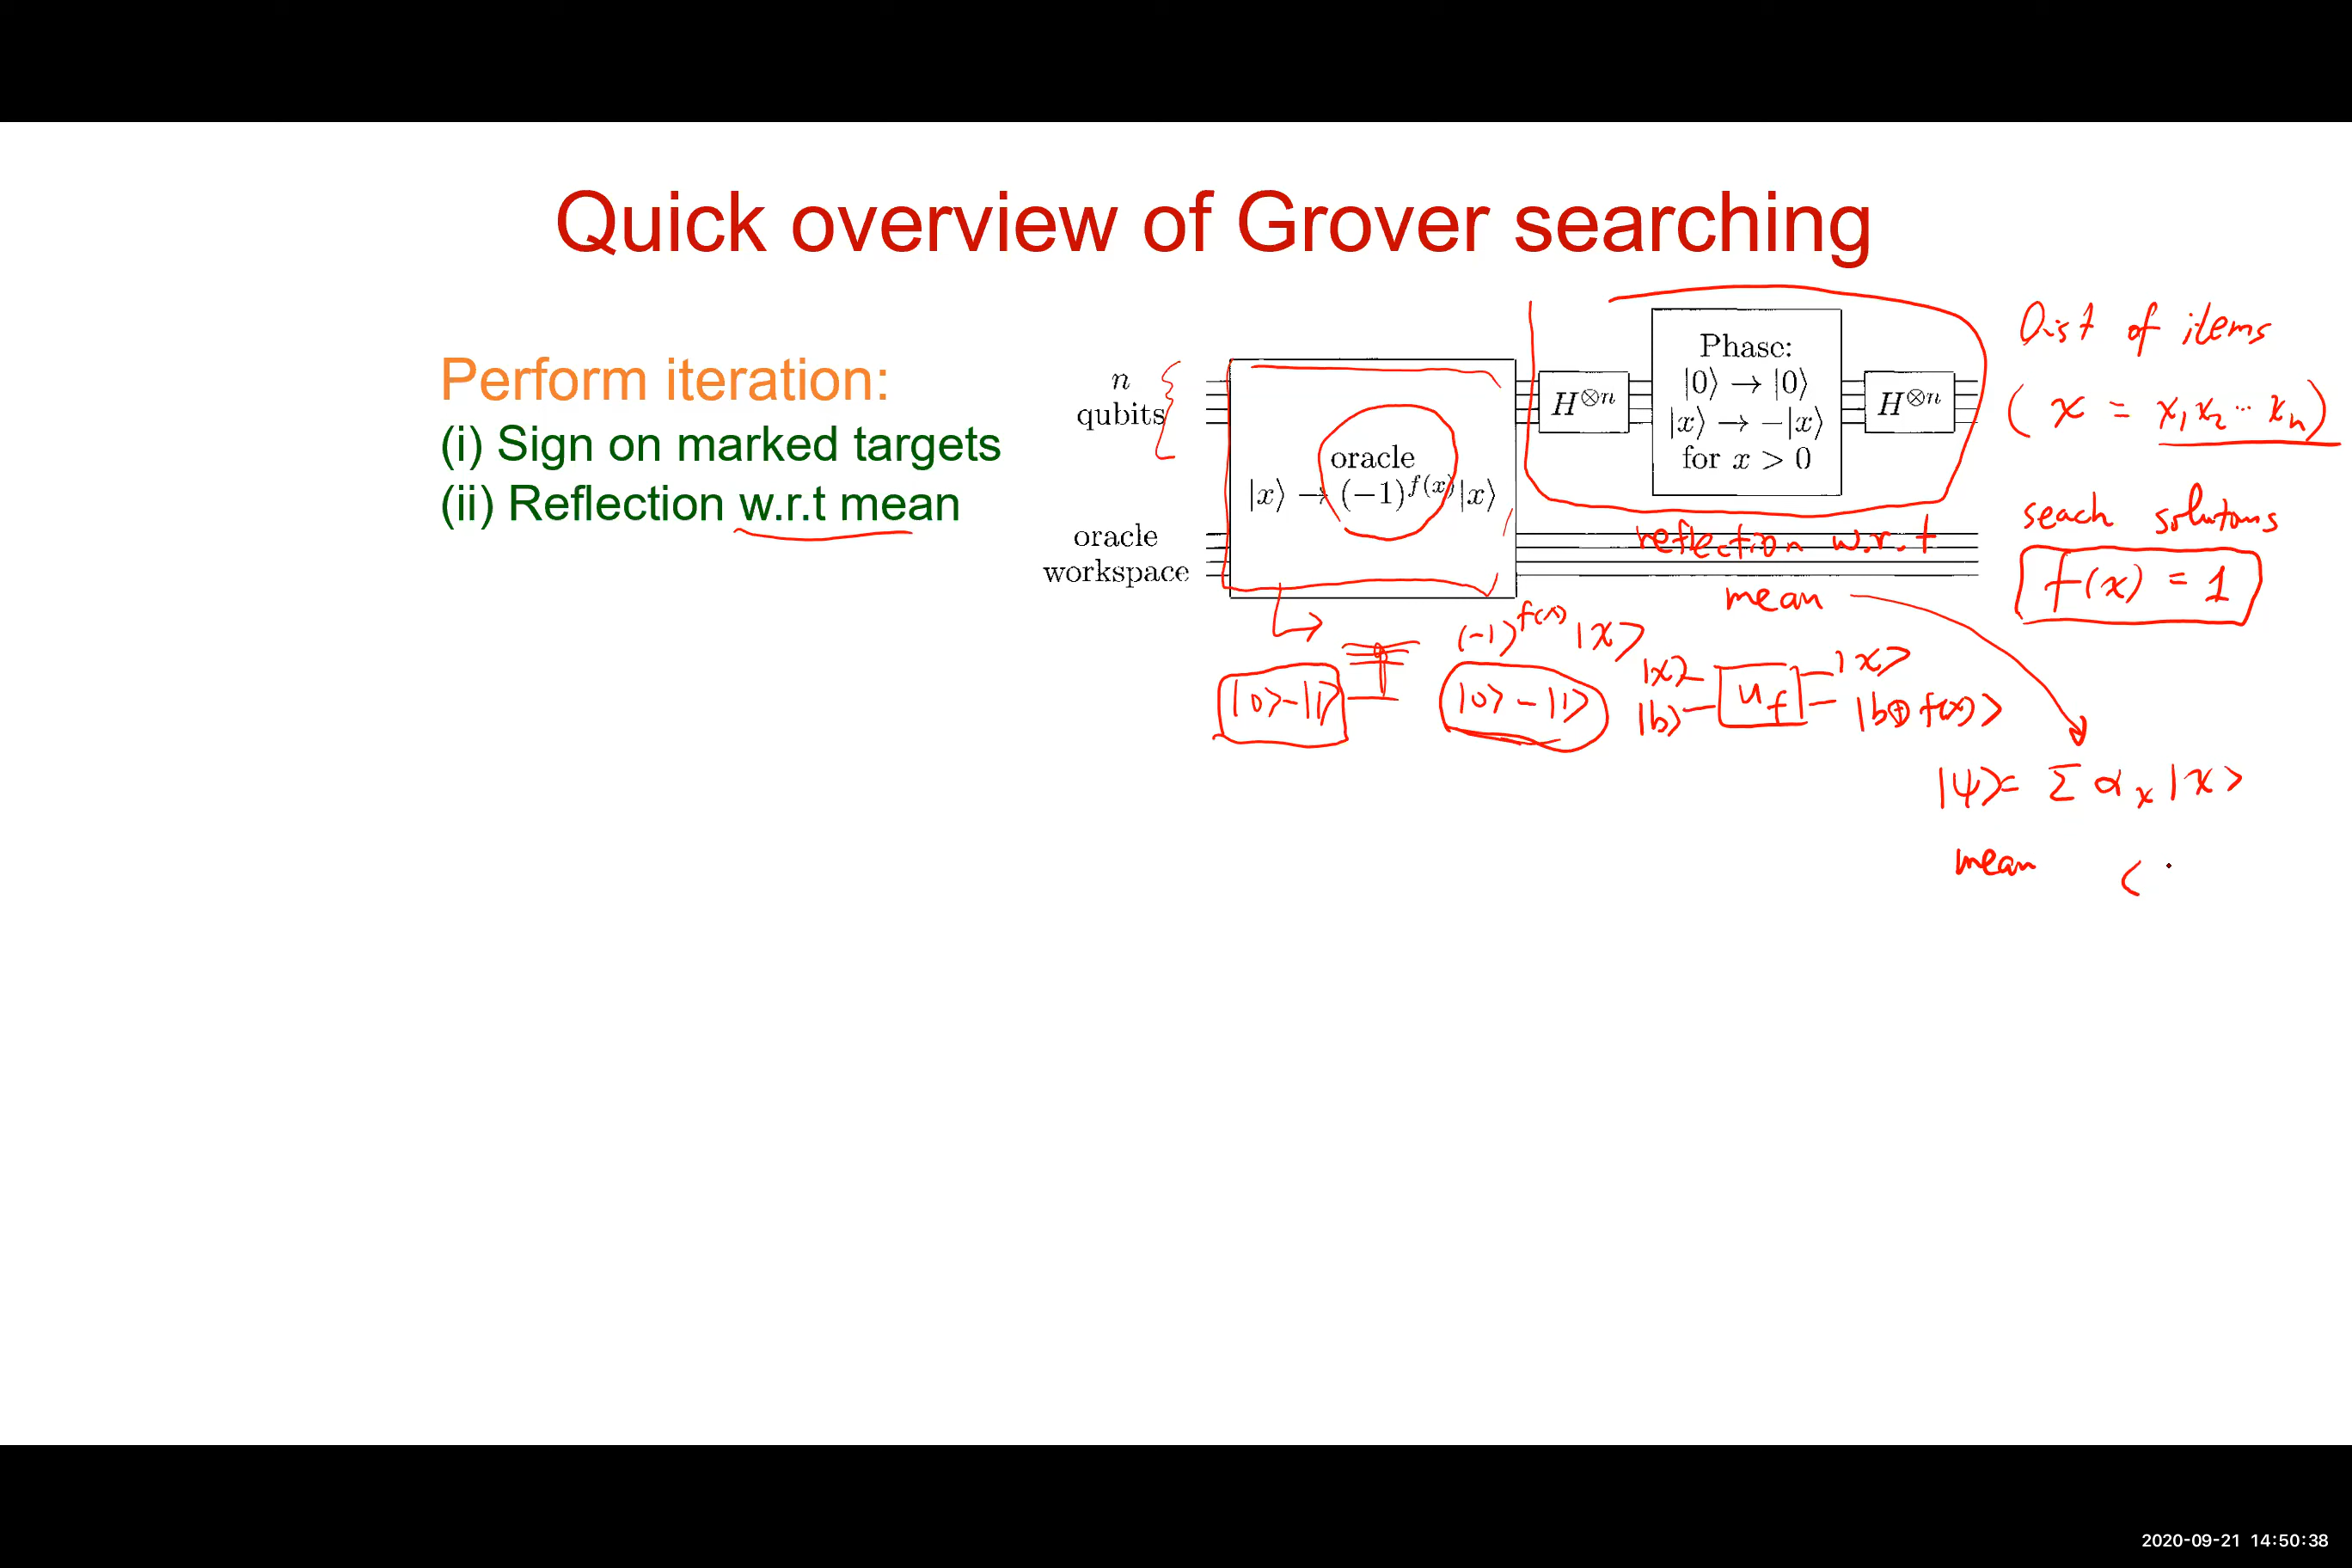 Quick overview of Grover searching
Perform iteration:
(i) Sign on marked targets
(ii) Reflection w.r.t mean
n
qubits
oracle
workspace
oracle
|x⟩ → (−1)^{f(x)}|x⟩
H^{⊗n}
Phase:
|0⟩ → |0⟩
|x⟩ → −|x⟩
for x > 0
H^{⊗n}
reflection w.r.t
mean
of items
( x = x₁x₂ ··· xₙ)
seach solutions
f(x) = 1
|0⟩−|1⟩
(−1)^{f(x)} |x⟩
|0⟩ − |1⟩
|x⟩
|b⟩
U_f
|x⟩
|b⊕f(x)⟩
|ψ⟩= Σ α_x |x⟩
mean (
2020-09-21 14:50:38